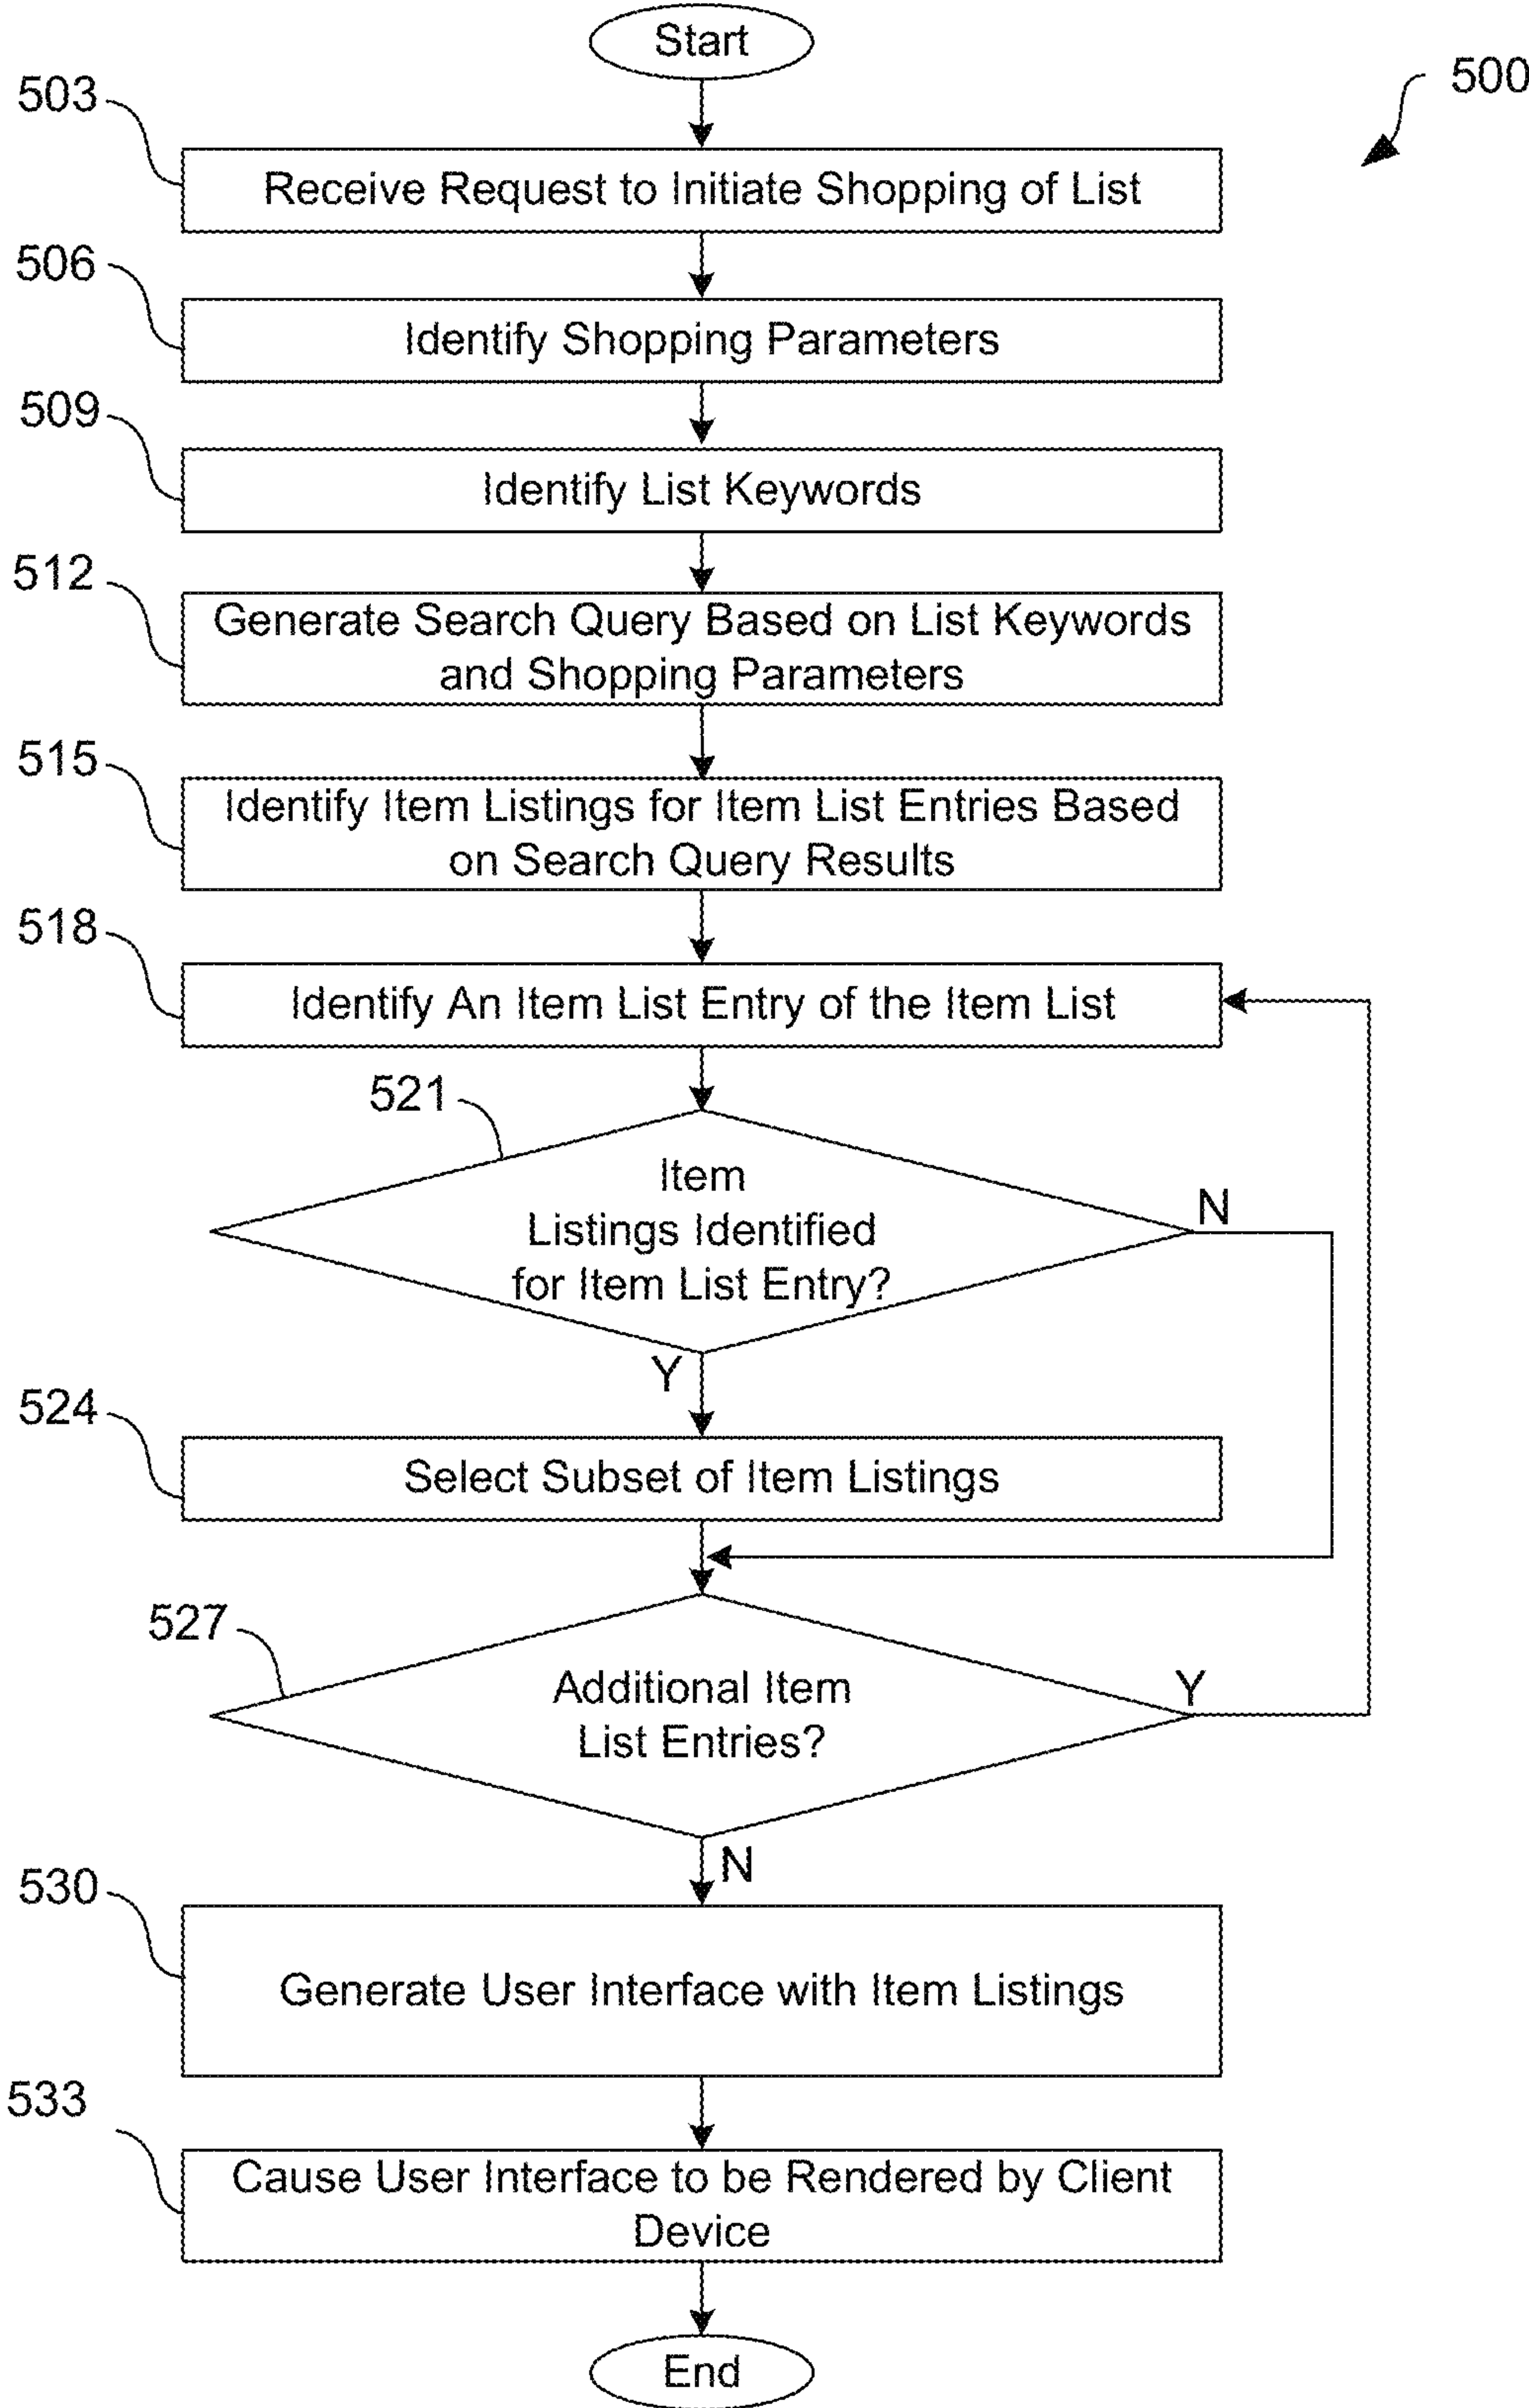 Start
500
503
Receive Request to Initiate Shopping of List
506
Identify Shopping Parameters
509
Identify List Keywords
512
Generate Search Query Based on List Keywords
and Shopping Parameters
515
Identify Item Listings for Item List Entries Based
on Search Query Results
518
Identify An Item List Entry of the Item List
521
Item
Listings Identified
for Item List Entry?
N
Y
524
Select Subset of Item Listings
527
Additional Item
List Entries?
Y
N
530
Generate User Interface with Item Listings
533
Cause User Interface to be Rendered by Client
Device
End